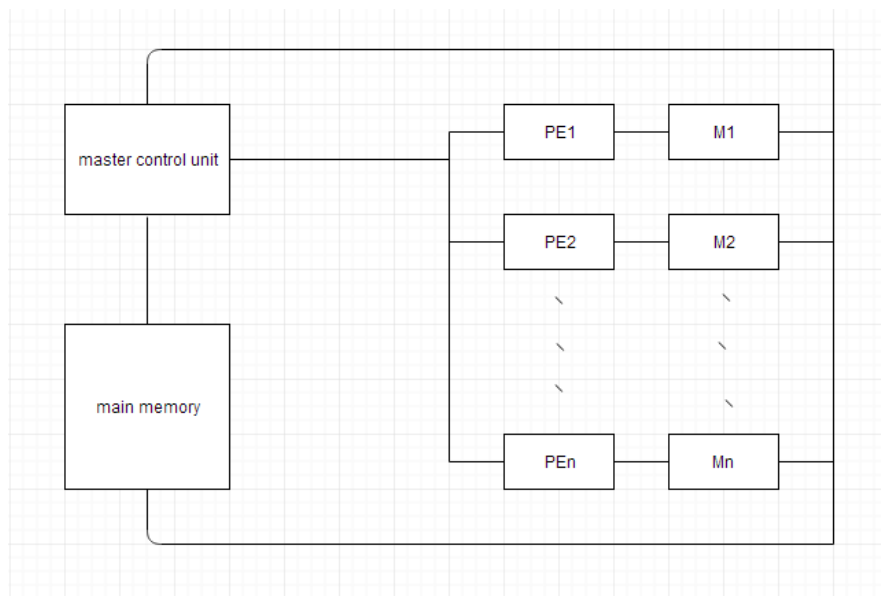 master control unit
PE1
M1
PE2
M2
main memory
PEn
Mn